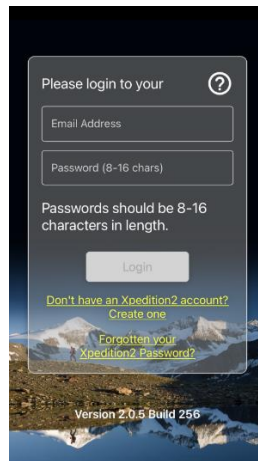 Please login to your
?
Email Address
Password (8-16 chars)
Passwords should be 8-16
characters in length.
Login
Don't have an Xpedition2 account?
Create one
Forgotten your
Xpedition2 Password?
Version 2.0.5 Build 256